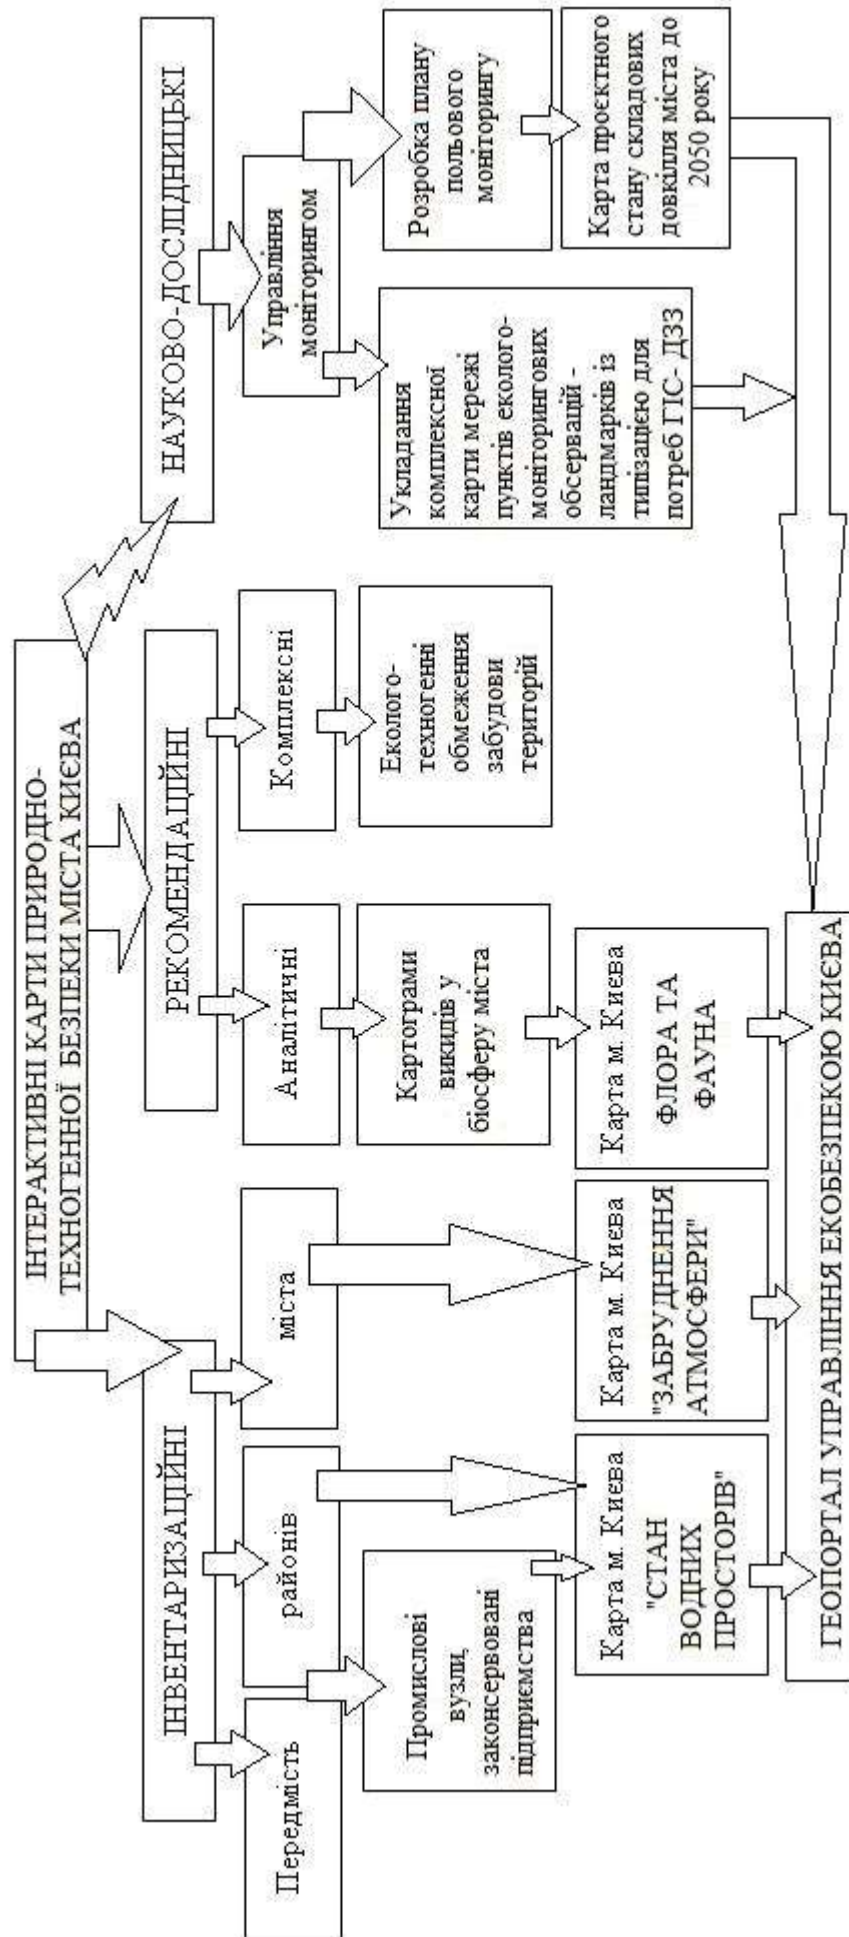 ІНТЕРАКТИВНІ КАРТИ ПРИРОДНО-
ТЕХНОГЕННОЇ БЕЗПЕКИ МІСТА КИЄВА
ІНВЕНТАРИЗАЦІЙНІ
РЕКОМЕНДАЦІЙНІ
НАУКОВО-ДОСЛІДНИЦЬКІ
Передмість
районів
міста
Аналітичні
Комплексні
Управління
моніторингом
Промислові
вузли,
законсервовані
підприємства
Картограми
викидів у
біосферу міста
Еколого-
техногенні
обмеження
забудови
територій
Укладання
комплексної
карти мережі
пунктів еколого-
моніторингових
обсервацій –
ландмарків із
типізацією для
потреб ГІС- ДЗЗ
Розробка плану
польового
моніторингу
Карта проєктного
стану складових
довкілля міста до
2050 року
Карта м. Києва
"СТАН
ВОДНИХ
ПРОСТОРІВ"
Карта м. Києва
"ЗАБРУДНЕННЯ
АТМОСФЕРИ"
Карта м. Києва
ФЛОРА ТА
ФАУНА
ГЕОПОРТАЛ УПРАВЛІННЯ ЕКОБЕЗПЕКОЮ КИЄВА